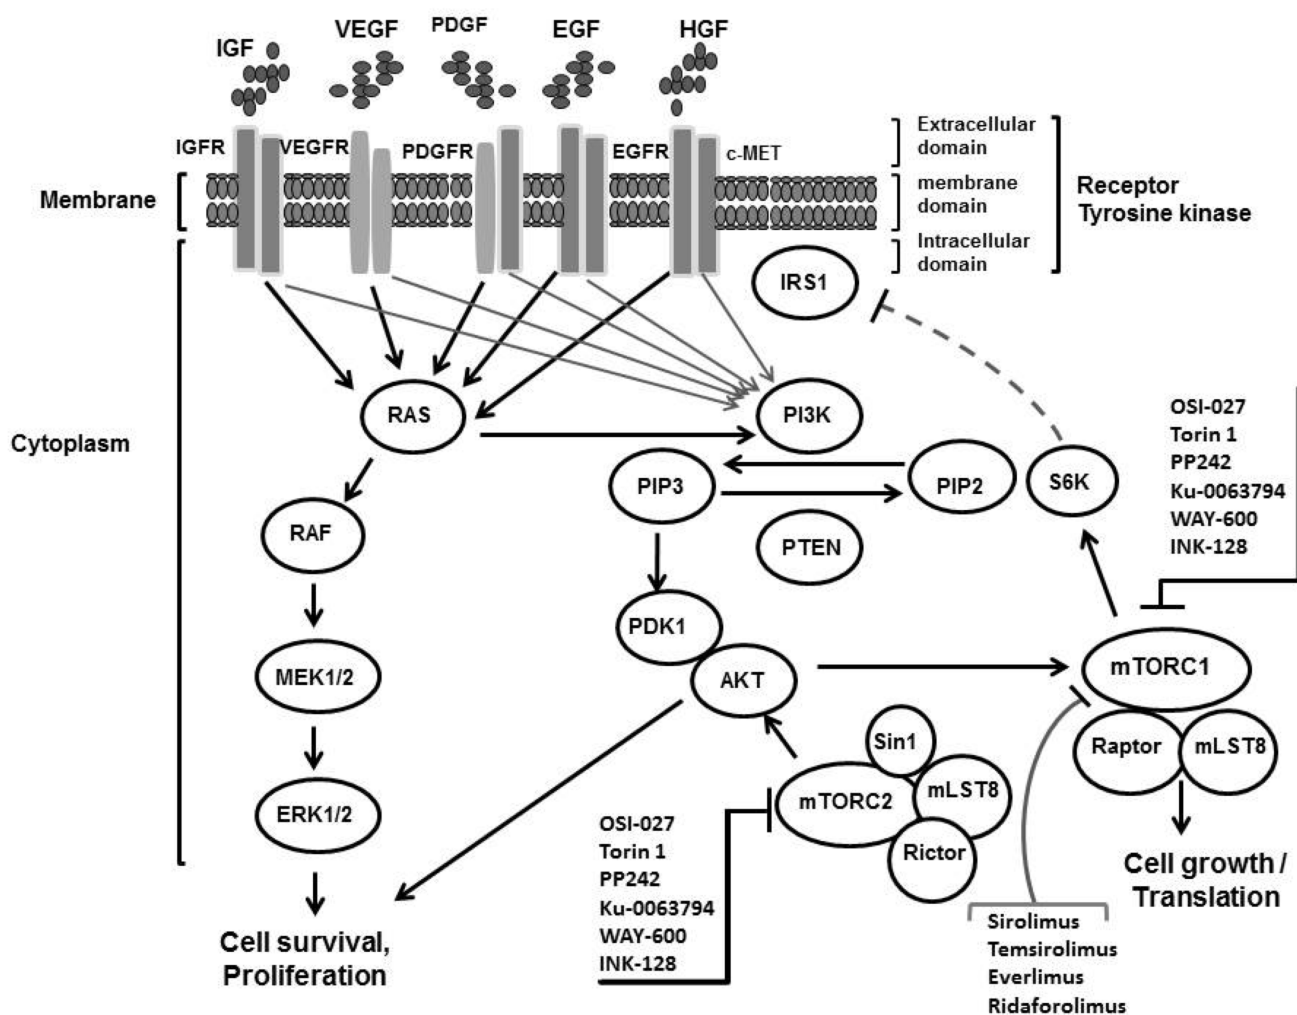 IGF
VEGF
PDGF
EGF
HGF
IGFR
VEGFR
PDGFR
EGFR
c-MET
Extracellular
domain
membrane
domain
Intracellular
domain
Receptor
Tyrosine kinase
Membrane
Cytoplasm
IRS1
RAS
PI3K
PIP3
PIP2
S6K
RAF
PTEN
OSI-027
Torin 1
PP242
Ku-0063794
WAY-600
INK-128
PDK1
AKT
MEK1/2
mTORC1
Raptor
mLST8
Sin1
mTORC2
mLST8
Rictor
ERK1/2
OSI-027
Torin 1
PP242
Ku-0063794
WAY-600
INK-128
Cell survival,
Proliferation
Cell growth /
Translation
Sirolimus
Temsirolimus
Everlimus
Ridaforolimus